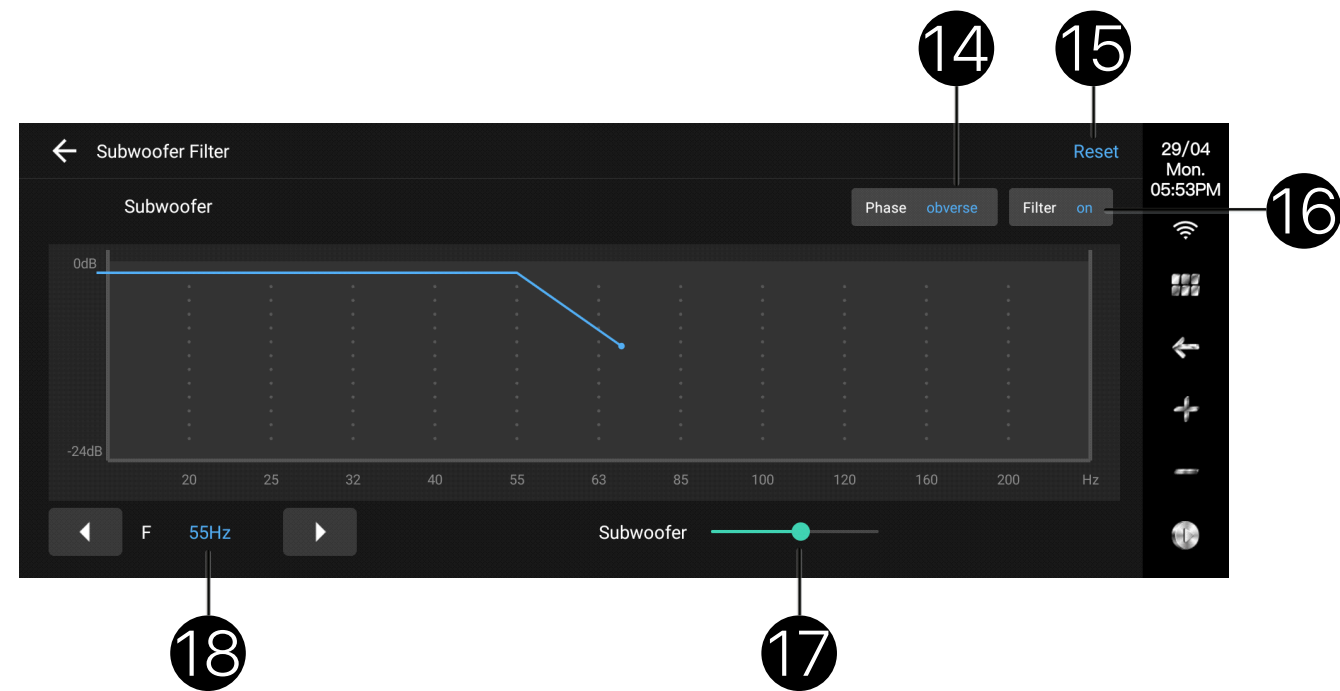 14 15
Subwoofer Filter Reset 29/04
Mon.
05:53PM
Subwoofer Phase obverse Filter on 16
0dB
-24dB
20 25 32 40 55 63 85 100 120 160 200 Hz
F 55Hz Subwoofer
18 17